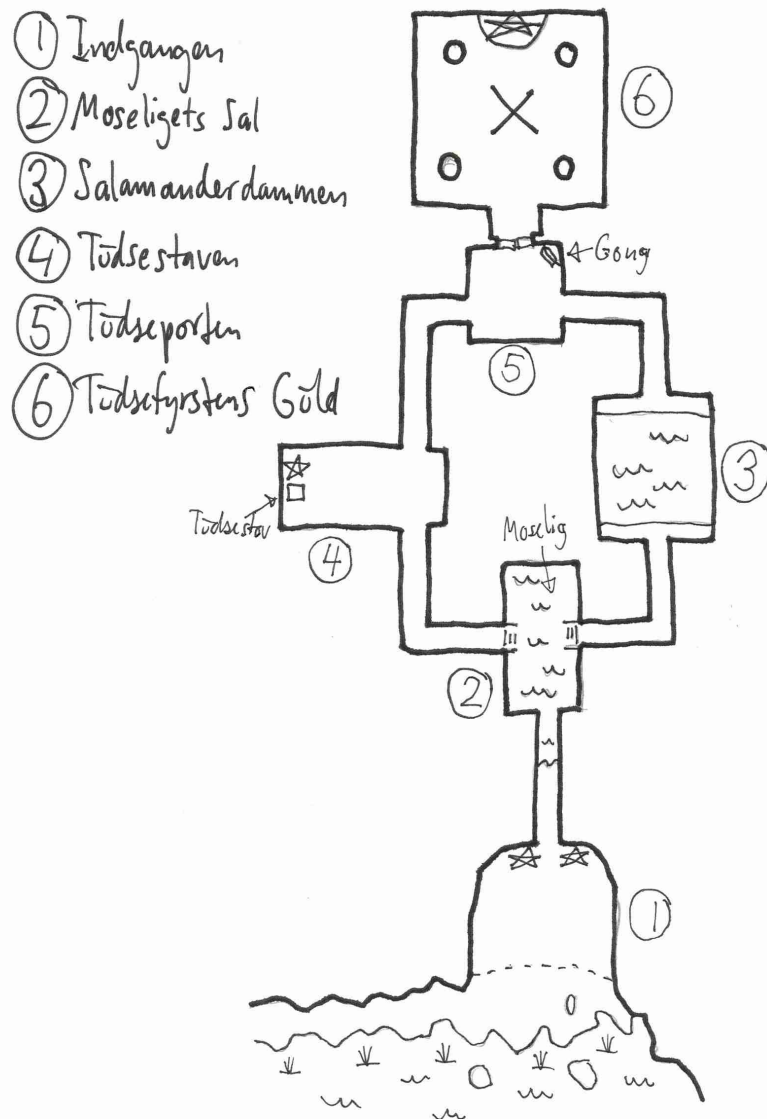 1 Indgangen
2 Moseligets Sal
3 Salamanderdammen
4 Tudsestaven
5 Tudseporten
6 Tudsefyrstens Guld
6
Gong
5
3
Tudsestav
4
Moselig
2
1